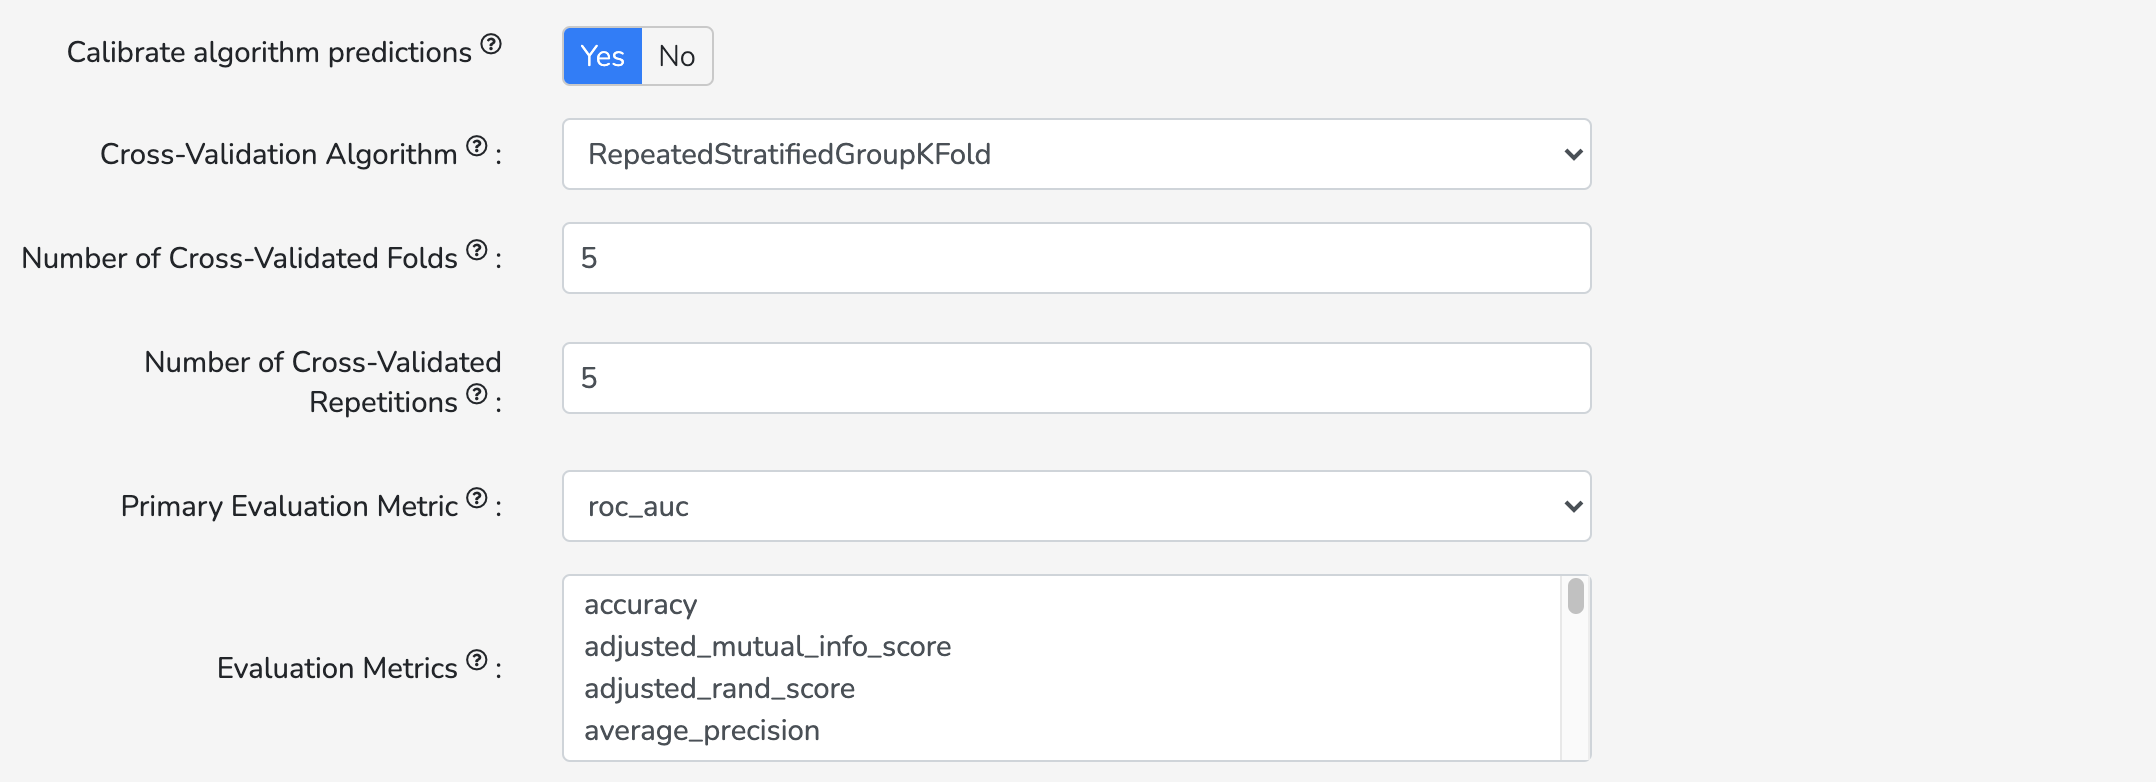 Calibrate algorithm predictions ?
Yes No
Cross-Validation Algorithm ? :
RepeatedStratifiedGroupKFold
Number of Cross-Validated Folds ? :
5
Number of Cross-Validated
Repetitions ? :
5
Primary Evaluation Metric ? :
roc_auc
Evaluation Metrics ? :
accuracy
adjusted_mutual_info_score
adjusted_rand_score
average_precision